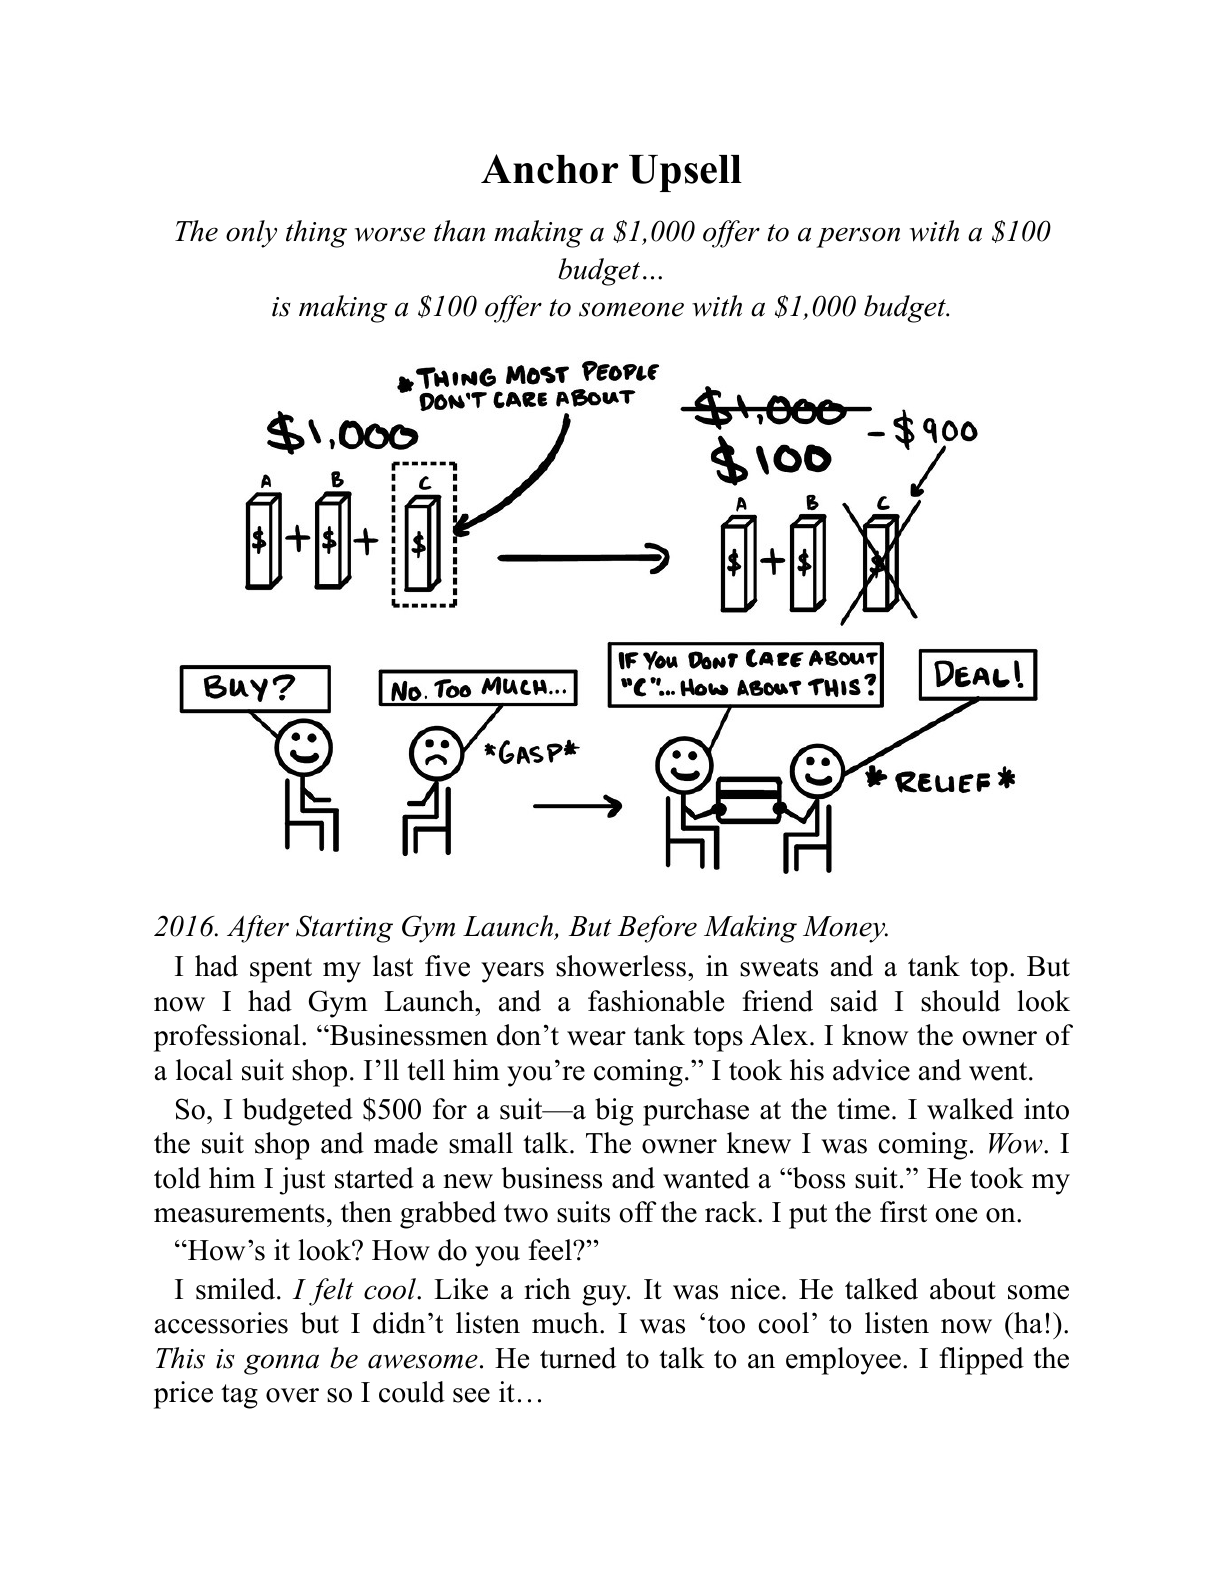 Anchor Upsell
The only thing worse than making a $1,000 offer to a person with a $100
budget…
is making a $100 offer to someone with a $1,000 budget.
*THING MOST PEOPLE
DON'T CARE ABOUT
$1,000
A
B
C
$
+
$
+
$
$1,000
$100
-$900
A
B
C
$
+
$
$
BUY?
NO. TOO MUCH...
*GASP*
IF YOU DONT CARE ABOUT
"C"... HOW ABOUT THIS?
DEAL!
*RELIEF*
2016. After Starting Gym Launch, But Before Making Money.
I had spent my last five years showerless, in sweats and a tank top. But
now I had Gym Launch, and a fashionable friend said I should look
professional. “Businessmen don’t wear tank tops Alex. I know the owner of
a local suit shop. I’ll tell him you’re coming.” I took his advice and went.
So, I budgeted $500 for a suit—a big purchase at the time. I walked into
the suit shop and made small talk. The owner knew I was coming. Wow. I
told him I just started a new business and wanted a “boss suit.” He took my
measurements, then grabbed two suits off the rack. I put the first one on.
“How’s it look? How do you feel?”
I smiled. I felt cool. Like a rich guy. It was nice. He talked about some
accessories but I didn’t listen much. I was ‘too cool’ to listen now (ha!).
This is gonna be awesome. He turned to talk to an employee. I flipped the
price tag over so I could see it…